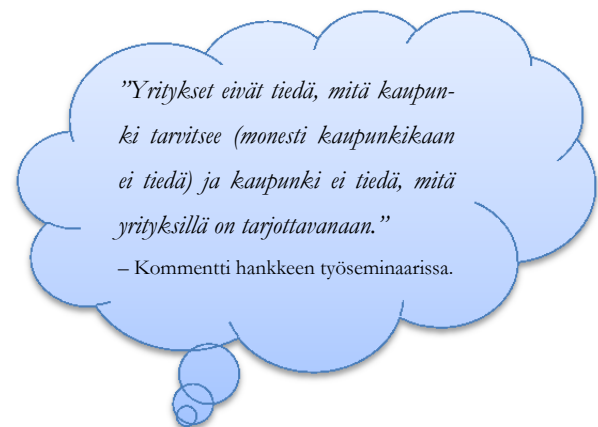 ”Yritykset eivät tiedä, mitä kaupun-
ki tarvitsee (monesti kaupunkikaan
ei tiedä) ja kaupunki ei tiedä, mitä
yrityksillä on tarjottavanaan.”
– Kommentti hankkeen työseminaarissa.